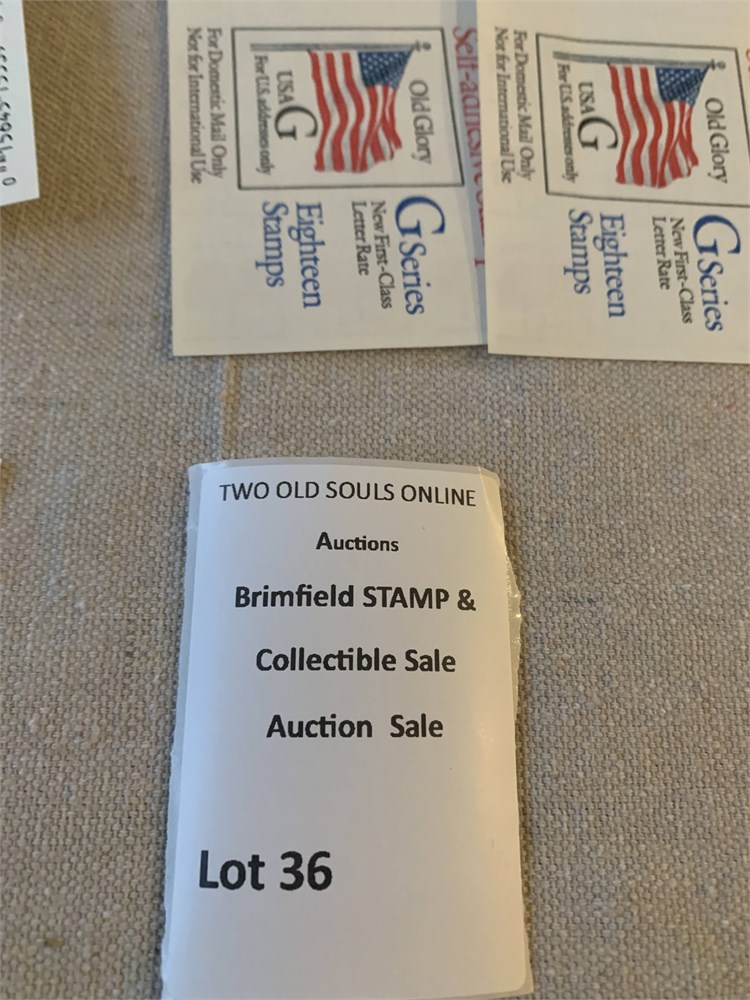 Old Glory
USA G
For U.S. addresses only
For Domestic Mail Only
Not for International Use
G Series
New First-Class
Letter Rate
Eighteen
Stamps
Self-adhesive
Old Glory
USA G
For U.S. addresses only
For Domestic Mail Only
Not for International Use
G Series
New First-Class
Letter Rate
Eighteen
Stamps
TWO OLD SOULS ONLINE
Auctions
Brimfield STAMP &
Collectible Sale
Auction Sale
Lot 36